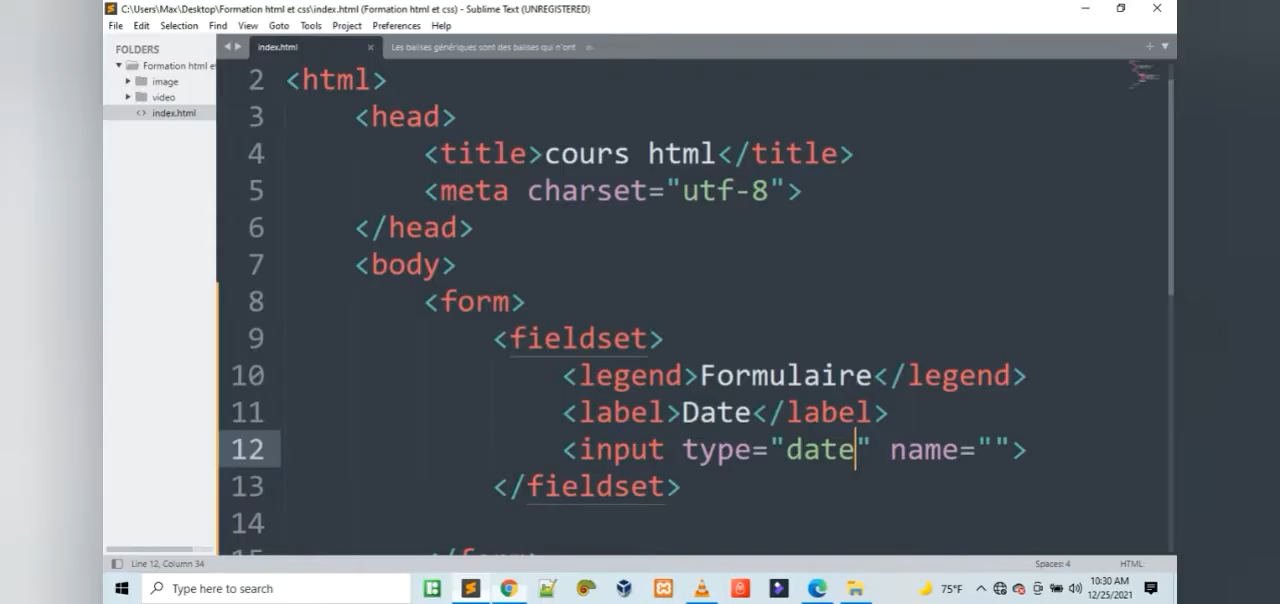 C:\Users\Max\Desktop\Formation html et css\index.html (Formation html et css) - Sublime Text (UNREGISTERED)
File Edit Selection Find View Goto Tools Project Preferences Help
FOLDERS
Formation html e
image
video
index.html
index.html
Les balises génériques sont des balises qui n'ont
2 <html>
3 <head>
4 <title>cours html</title>
5 <meta charset="utf-8">
6 </head>
7 <body>
8 <form>
9 <fieldset>
10 <legend>Formulaire</legend>
11 <label>Date</label>
12 <input type="date" name="">
13 </fieldset>
14
15 </form>
Line 12, Column 34
Spaces: 4
HTML
Type here to search
75°F
10:30 AM
12/25/2021